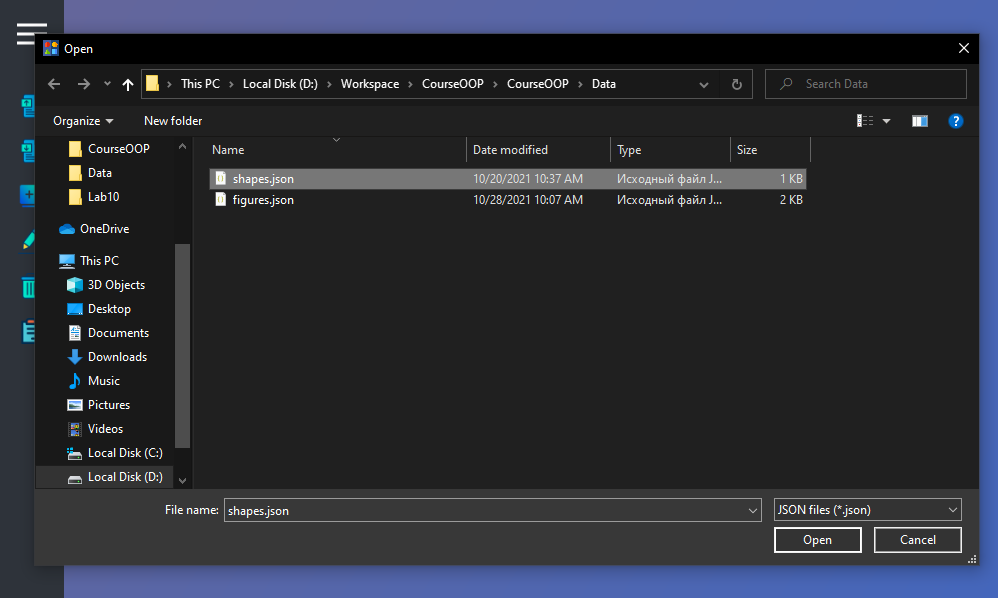 Open
This PC > Local Disk (D:) > Workspace > CourseOOP > CourseOOP > Data
Search Data
Organize
New folder
?
CourseOOP
Data
Lab10
OneDrive
This PC
3D Objects
Desktop
Documents
Downloads
Music
Pictures
Videos
Local Disk (C:)
Local Disk (D:)
Name Date modified Type Size
shapes.json 10/20/2021 10:37 AM Исходный файл J... 1 KB
figures.json 10/28/2021 10:07 AM Исходный файл J... 2 KB
File name: shapes.json JSON files (*.json)
Open Cancel